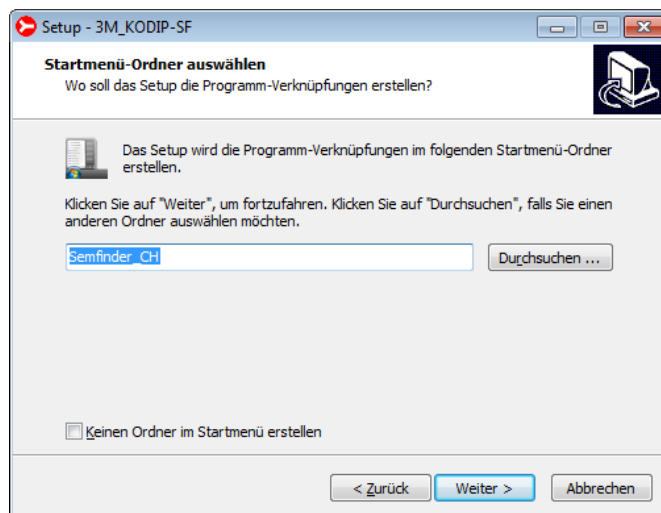 Setup - 3M_KODIP-SF
Startmenü-Ordner auswählen
Wo soll das Setup die Programm-Verknüpfungen erstellen?
Das Setup wird die Programm-Verknüpfungen im folgenden Startmenü-Ordner
erstellen.
Klicken Sie auf "Weiter", um fortzufahren. Klicken Sie auf "Durchsuchen", falls Sie einen
anderen Ordner auswählen möchten.
Semfinder_CH
Durchsuchen ...
Keinen Ordner im Startmenü erstellen
< Zurück
Weiter >
Abbrechen